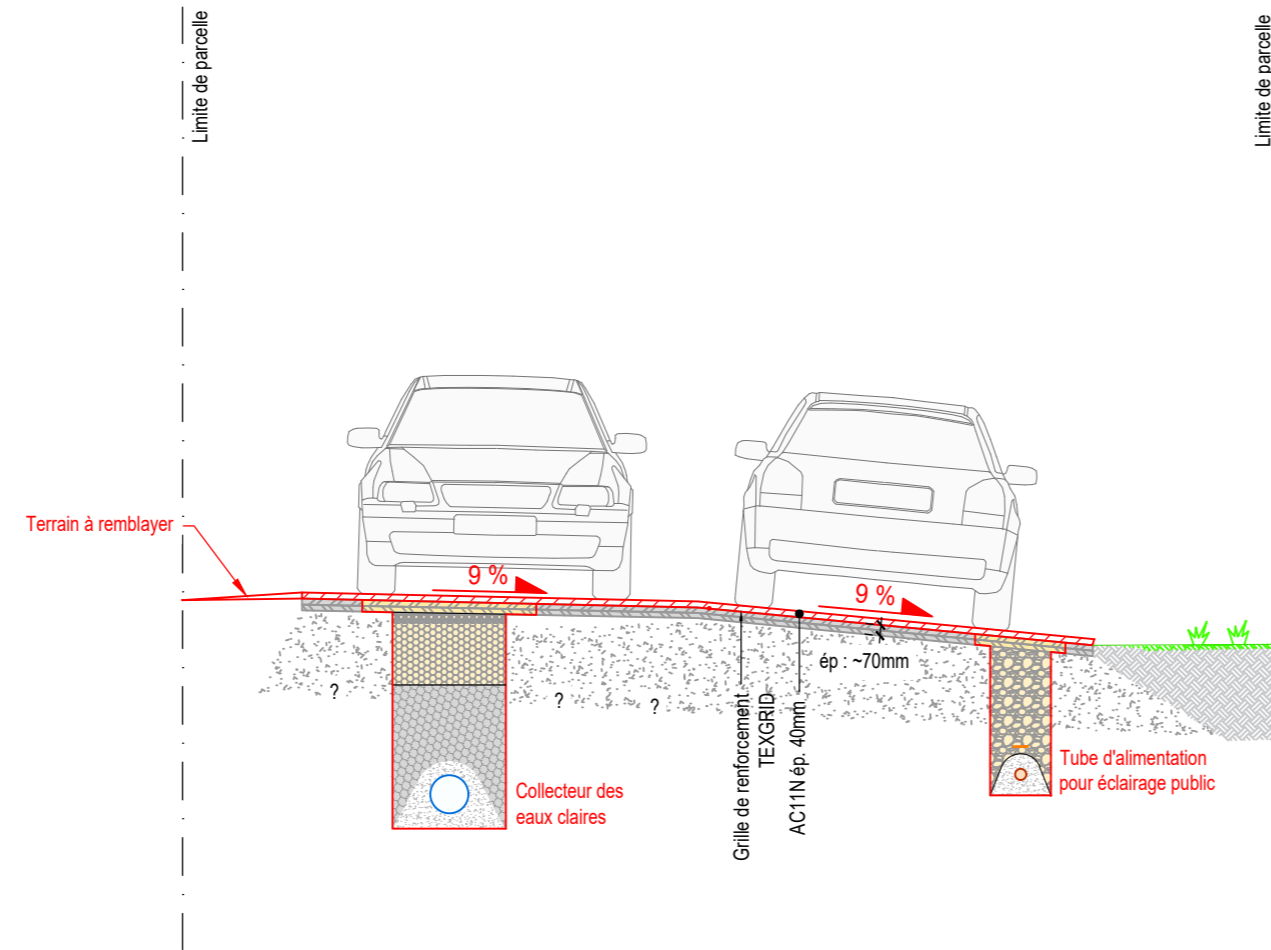 Limite de parcelle
Limite de parcelle
Terrain à remblayer
9 %
9 %
ép : ~70mm
?
?
?
Grille de renforcement
TEXGRID
AC11N ép. 40mm
Collecteur des
eaux claires
Tube d'alimentation
pour éclairage public